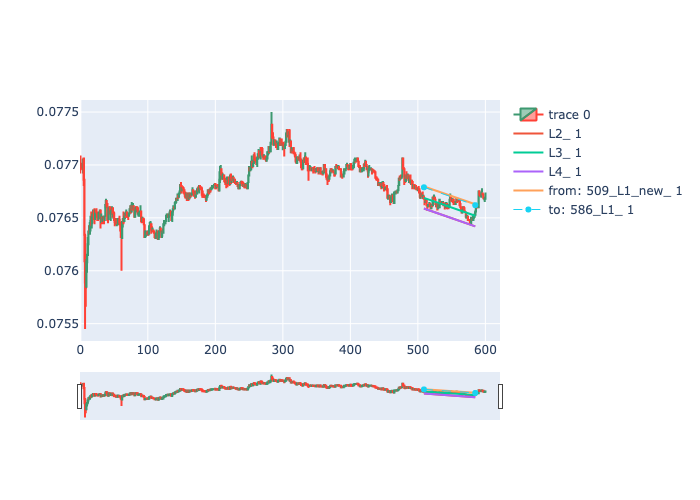 0.0775
0.077
0.0765
0.076
0.0755
0 100 200 300 400 500 600
trace 0
L2_ 1
L3_ 1
L4_ 1
from: 509_L1_new_ 1
to: 586_L1_ 1